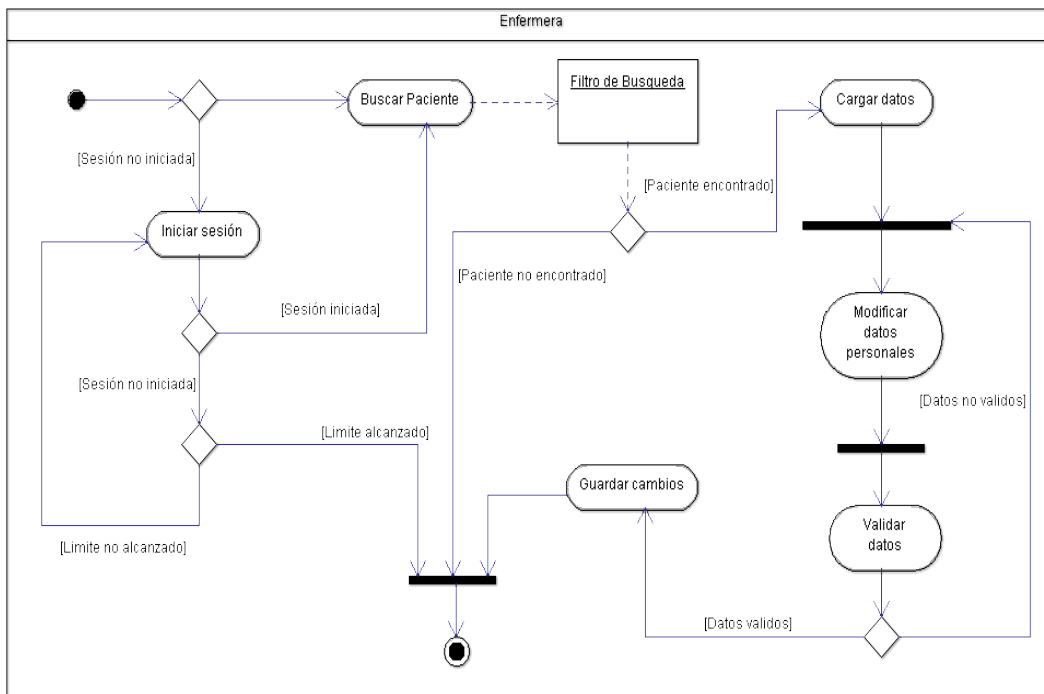 Enfermera
Buscar Paciente
Filtro de Busqueda
Cargar datos
[Sesión no iniciada]
[Paciente encontrado]
Iniciar sesión
[Paciente no encontrado]
[Sesión iniciada]
Modificar
datos
personales
[Sesión no iniciada]
[Datos no validos]
[Limite alcanzado]
Guardar cambios
Validar
datos
[Limite no alcanzado]
[Datos validos]